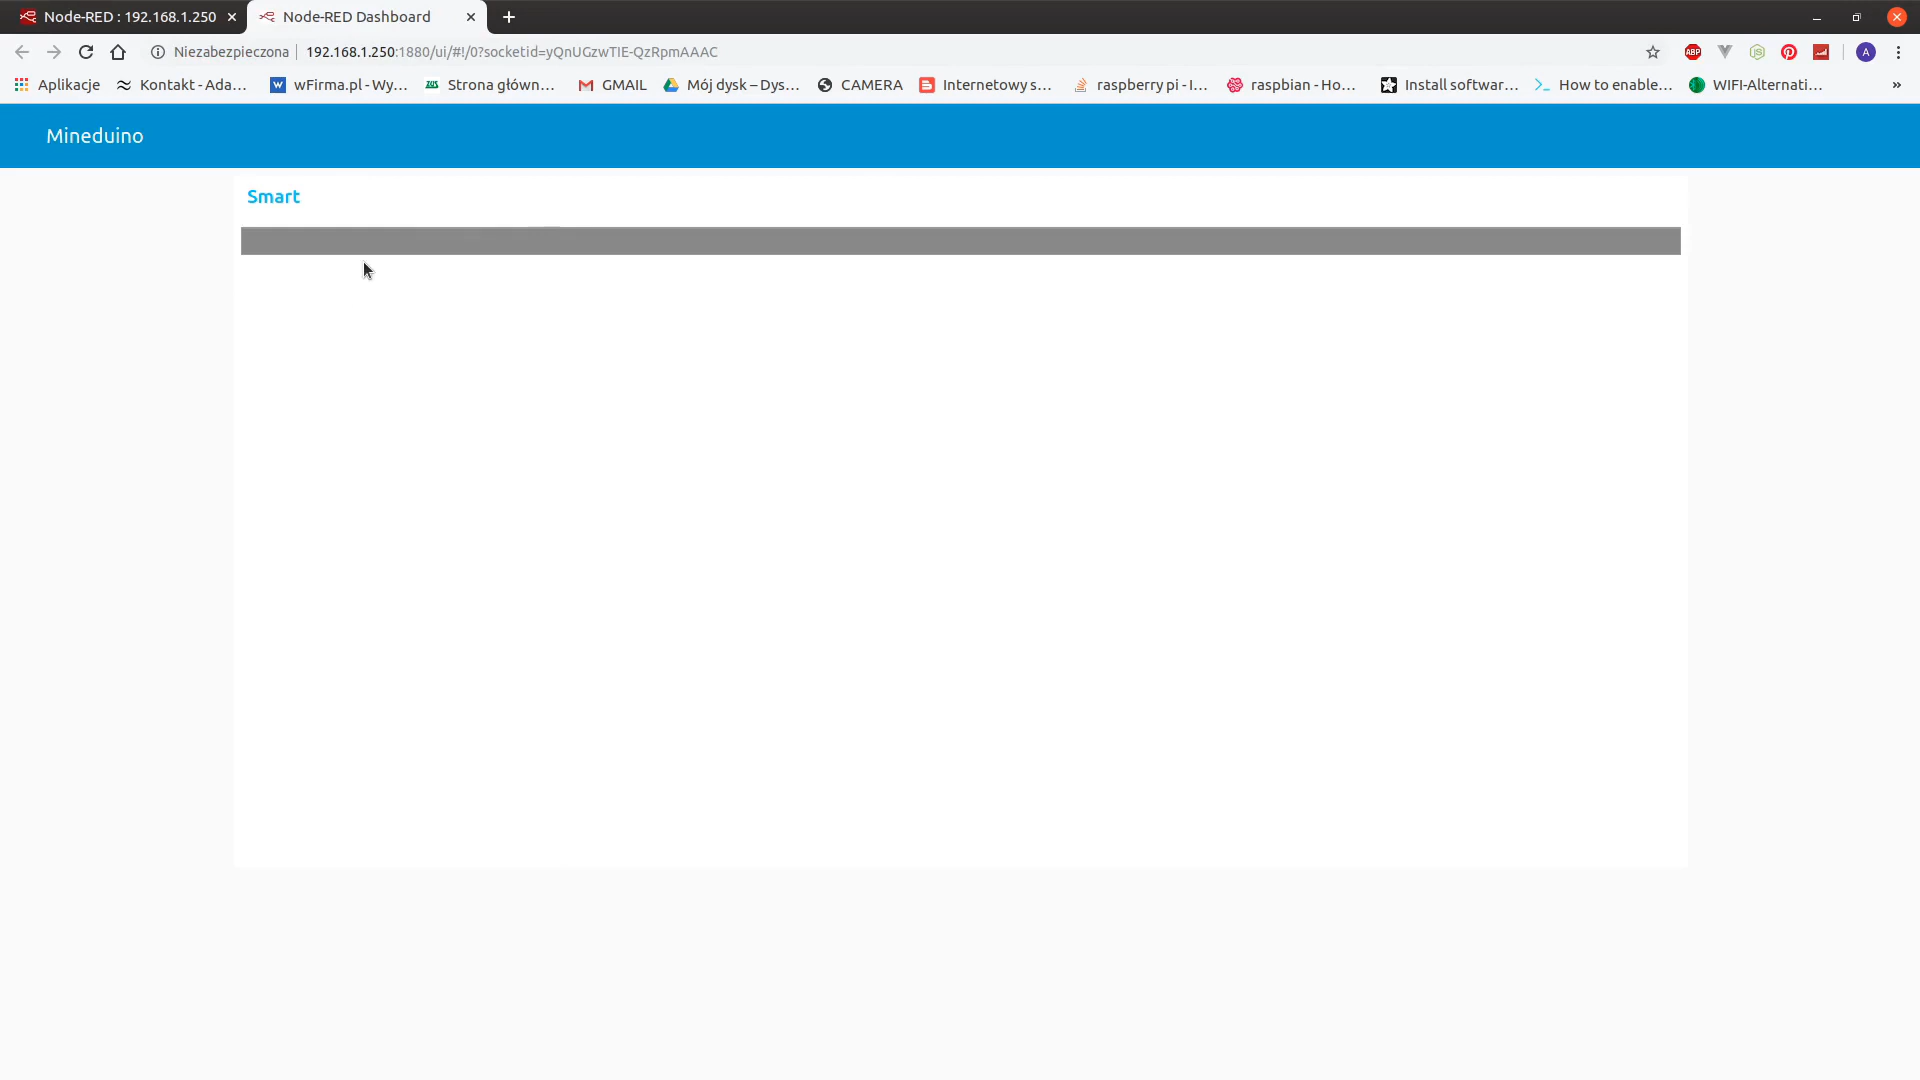 Node-RED : 192.168.1.250
Node-RED Dashboard
Niezabezpieczona
192.168.1.250:1880/ui/#!/0?socketid=yQnUGzwTIE-QzRpmAAAC
ABP
A
Aplikacje
Kontakt - Ada...
W
wFirma.pl - Wy...
ZUS
Strona główn...
GMAIL
Mój dysk – Dys...
CAMERA
Internetowy s...
raspberry pi - I...
raspbian - Ho...
Install softwar...
How to enable...
WIFI-Alternati...
»
Mineduino
Smart